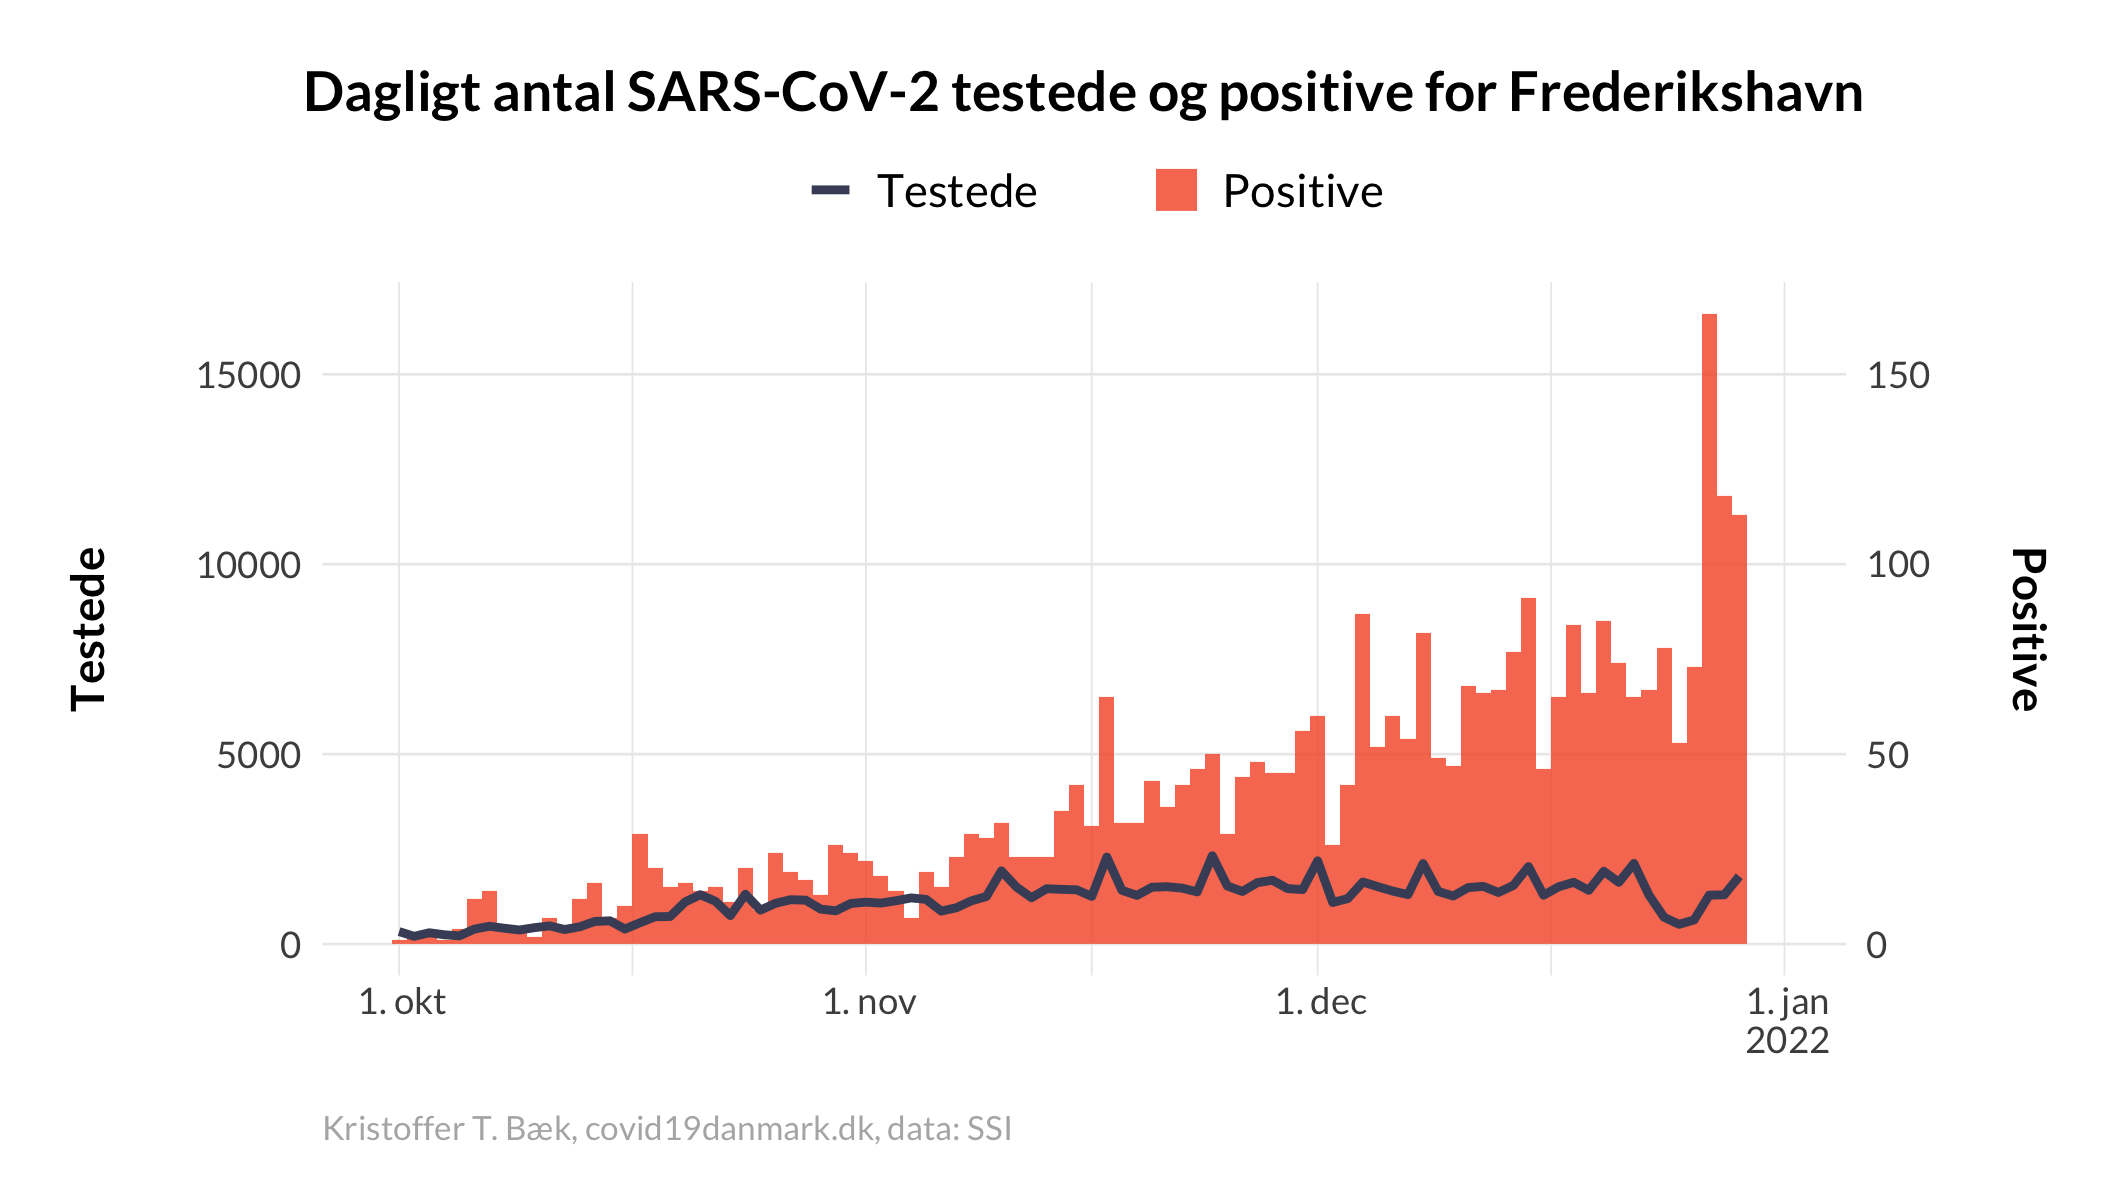 Dagligt antal SARS-CoV-2 testede og positive for Frederikshavn
Testede
Positive
15000
10000
5000
0
150
100
50
0
Testede
Positive
1. okt
1. nov
1. dec
1. jan
2022
Kristoffer T. Bæk, covid19danmark.dk, data: SSI